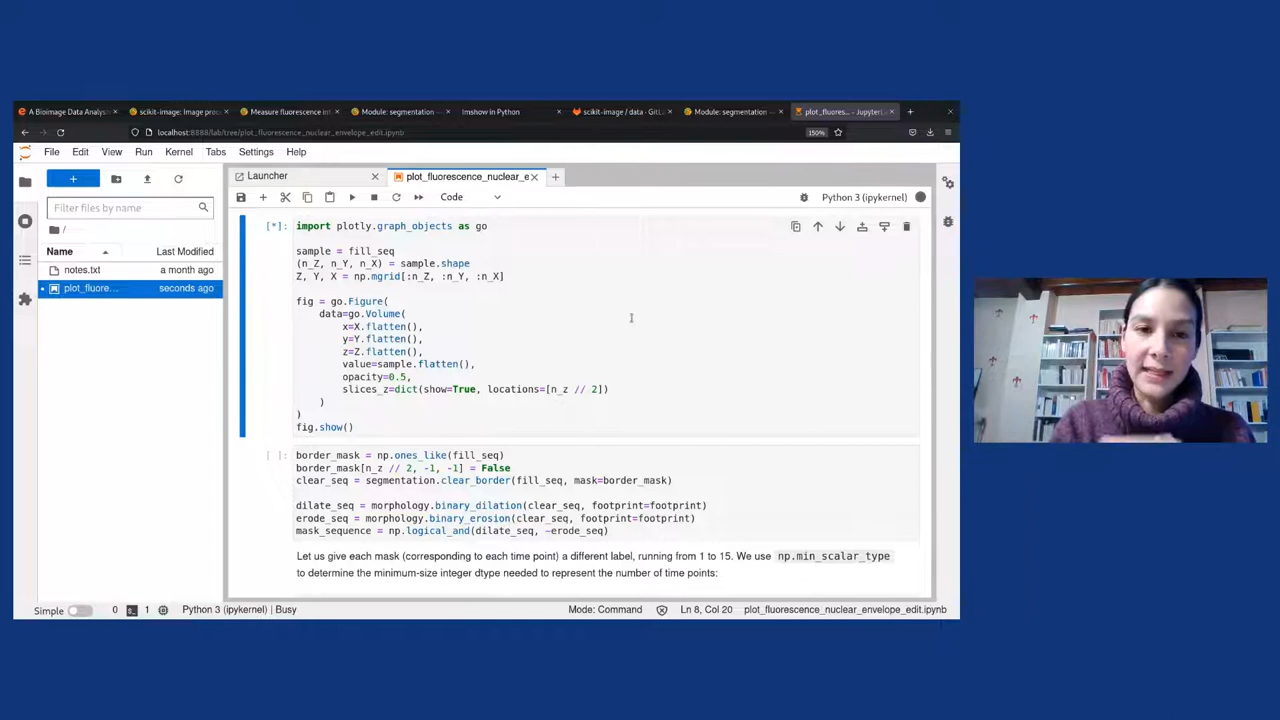 A Bioimage Data Analysis
scikit-image: Image proc
Measure fluorescence int
Module: segmentation —
Imshow in Python
scikit-image / data · GitL
Module: segmentation —
plot_fluores… - JupyterL
localhost:8888/lab/tree/plot_fluorescence_nuclear_envelope_edit.ipynb
150%
File Edit View Run Kernel Tabs Settings Help
Launcher
plot_fluorescence_nuclear_e
Code
Python 3 (ipykernel)
Filter files by name
/
Name Last Modified
notes.txt a month ago
plot_fluore… seconds ago
[*]:
import plotly.graph_objects as go
sample = fill_seq
(n_Z, n_Y, n_X) = sample.shape
Z, Y, X = np.mgrid[:n_Z, :n_Y, :n_X]
fig = go.Figure(
data=go.Volume(
x=X.flatten(),
y=Y.flatten(),
z=Z.flatten(),
value=sample.flatten(),
opacity=0.5,
slices_z=dict(show=True, locations=[n_z // 2])
)
)
fig.show()
[ ]:
border_mask = np.ones_like(fill_seq)
border_mask[n_z // 2, -1, -1] = False
clear_seq = segmentation.clear_border(fill_seq, mask=border_mask)
dilate_seq = morphology.binary_dilation(clear_seq, footprint=footprint)
erode_seq = morphology.binary_erosion(clear_seq, footprint=footprint)
mask_sequence = np.logical_and(dilate_seq, ~erode_seq)
Let us give each mask (corresponding to each time point) a different label, running from 1 to 15. We use np.min_scalar_type
to determine the minimum-size integer dtype needed to represent the number of time points:
Simple
0
1
Python 3 (ipykernel) | Busy
Mode: Command
Ln 8, Col 20
plot_fluorescence_nuclear_envelope_edit.ipynb